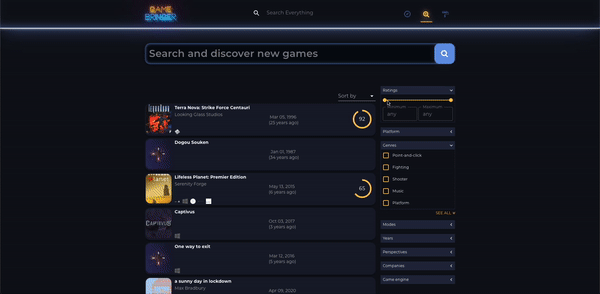 GAME
BRINGER
Search Everything
Search and discover new games
Sort by
Terra Nova: Strike Force Centauri
Looking Glass Studios
Mar 05, 1996
(25 years ago)
92
Dogou Souken
Jan 01, 1987
(34 years ago)
Lifeless Planet: Premier Edition
Serenity Forge
May 13, 2015
(6 years ago)
65
Captivus
Oct 03, 2017
(3 years ago)
One way to exit
Mar 12, 2016
(5 years ago)
a sunny day in lockdown
Max Bradbury
Apr 09, 2020
Ratings
any
any
Platform
Genres
Point-and-click
Fighting
Shooter
Music
Platform
SEE ALL
Modes
Years
Perspectives
Companies
Game engine